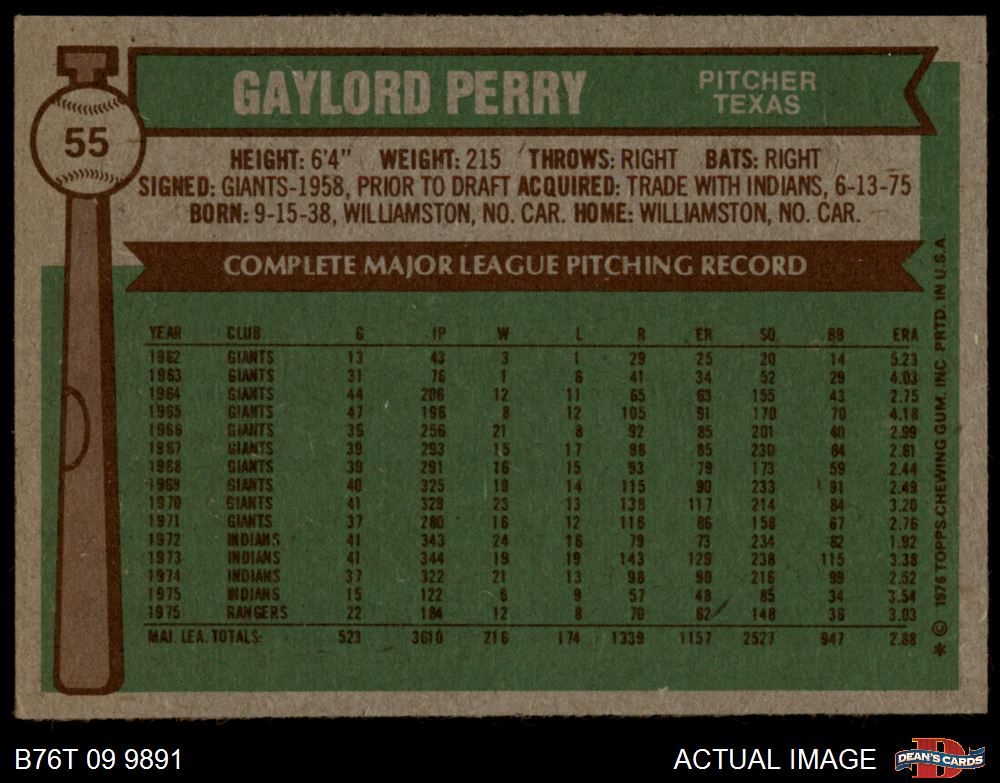 55
GAYLORD PERRY
PITCHER
TEXAS
HEIGHT: 6'4" WEIGHT: 215 THROWS: RIGHT BATS: RIGHT
SIGNED: GIANTS-1958, PRIOR TO DRAFT ACQUIRED: TRADE WITH INDIANS, 6-13-75
BORN: 9-15-38, WILLIAMSTON, NO. CAR. HOME: WILLIAMSTON, NO. CAR.
COMPLETE MAJOR LEAGUE PITCHING RECORD
YEAR CLUB G IP W L R ER SO BB ERA
1962 GIANTS 13 43 3 1 29 25 20 14 5.23
1963 GIANTS 31 76 1 6 41 34 52 29 4.03
1964 GIANTS 44 206 12 11 65 63 155 43 2.75
1965 GIANTS 47 196 8 12 105 91 170 70 4.18
1966 GIANTS 36 256 21 8 92 85 201 40 2.99
1967 GIANTS 39 293 15 17 98 85 230 84 2.61
1968 GIANTS 39 291 16 15 93 79 173 59 2.44
1969 GIANTS 40 325 19 14 115 90 233 91 2.49
1970 GIANTS 41 329 23 13 138 117 214 84 3.20
1971 GIANTS 37 280 16 12 116 86 158 67 2.76
1972 INDIANS 41 343 24 16 79 73 234 82 1.92
1973 INDIANS 41 344 19 19 143 129 238 115 3.38
1974 INDIANS 37 322 21 13 98 90 216 99 2.52
1975 INDIANS 15 122 6 9 57 48 85 34 3.54
1975 RANGERS 22 184 12 8 70 62 148 36 3.03
MAJ. LEA. TOTALS: 523 3610 216 174 1339 1157 2527 947 2.88
* © 1976 TOPPS CHEWING GUM, INC. PRTD. IN U.S.A.
B76T 09 9891
ACTUAL IMAGE
D
DEAN'S CARDS